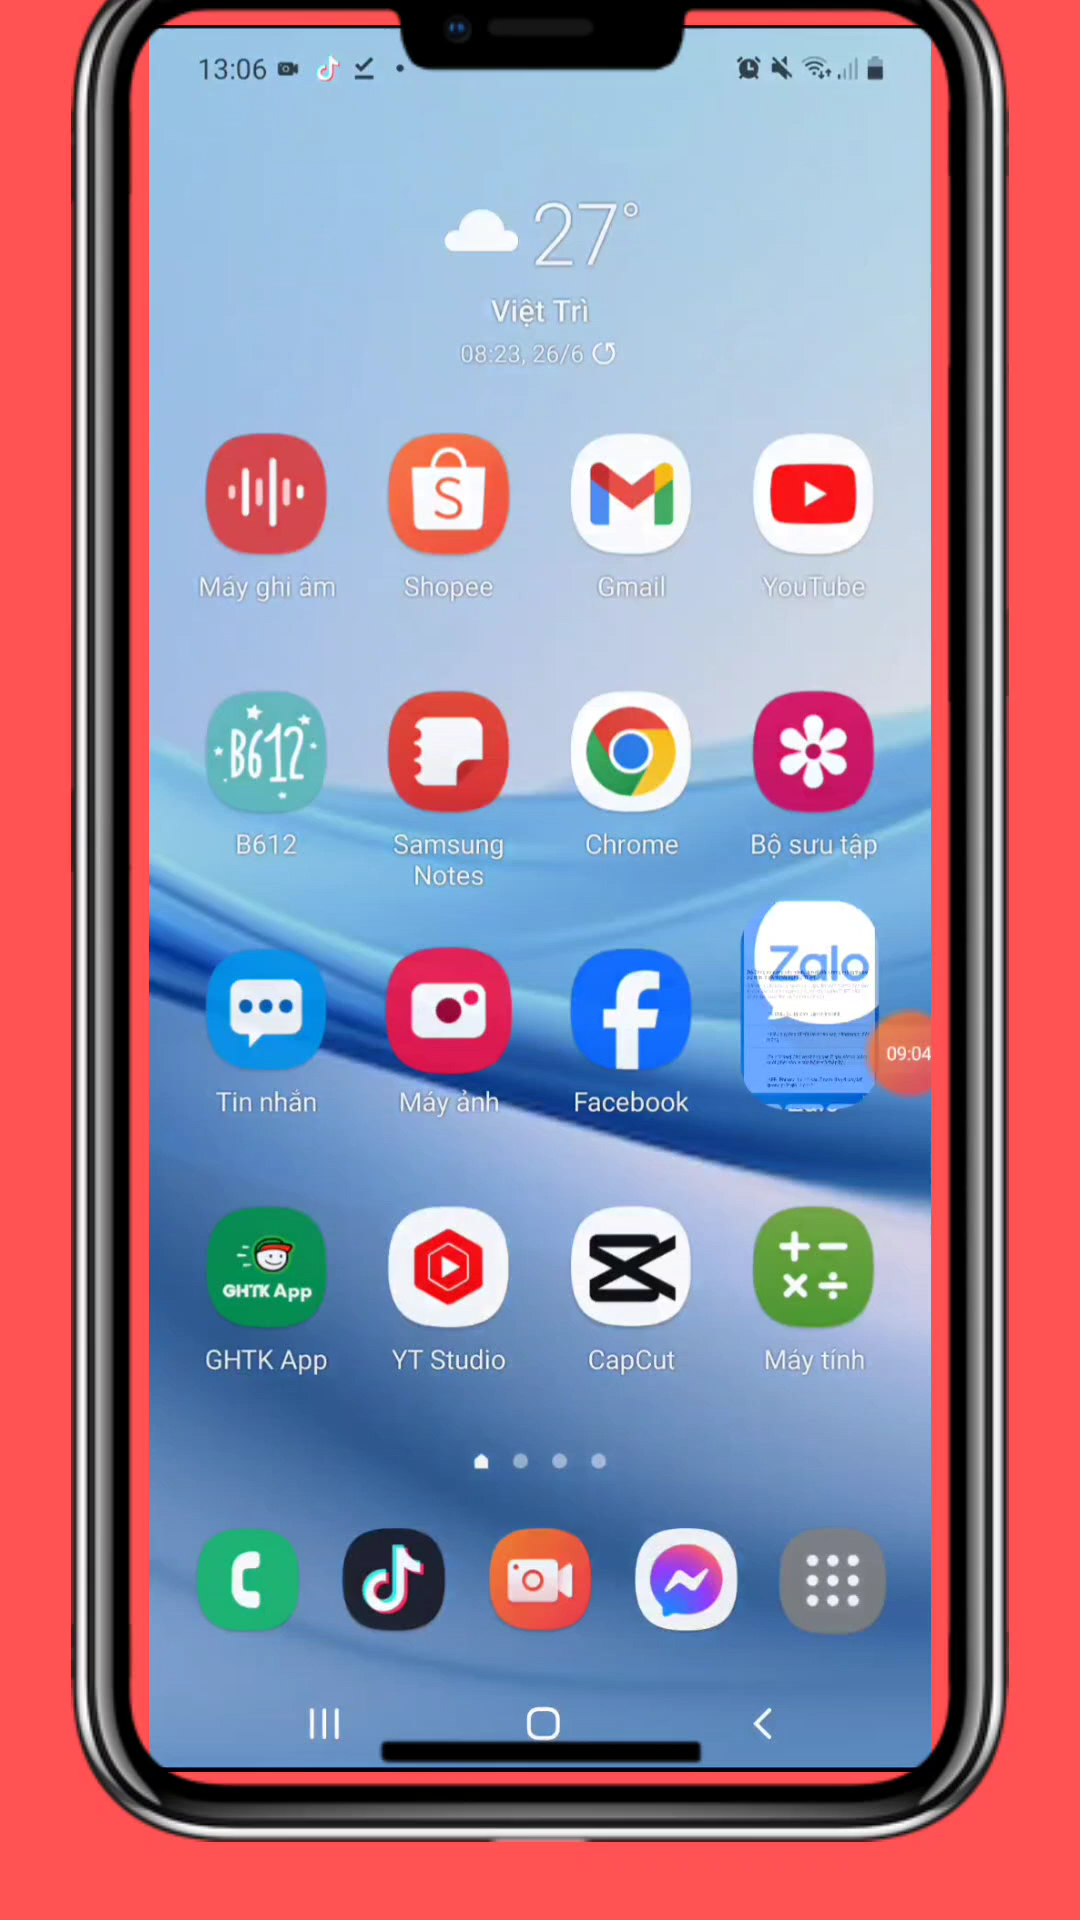 13:06
27°
Việt Trì
08:23, 26/6
S
Máy ghi âm
Shopee
Gmail
YouTube
B612
B612
Samsung
Notes
Chrome
Bộ sưu tập
Zalo
09:04
Tin nhắn
Máy ảnh
Facebook
Zalo
GHTK App
GHTK App
YT Studio
CapCut
Máy tính